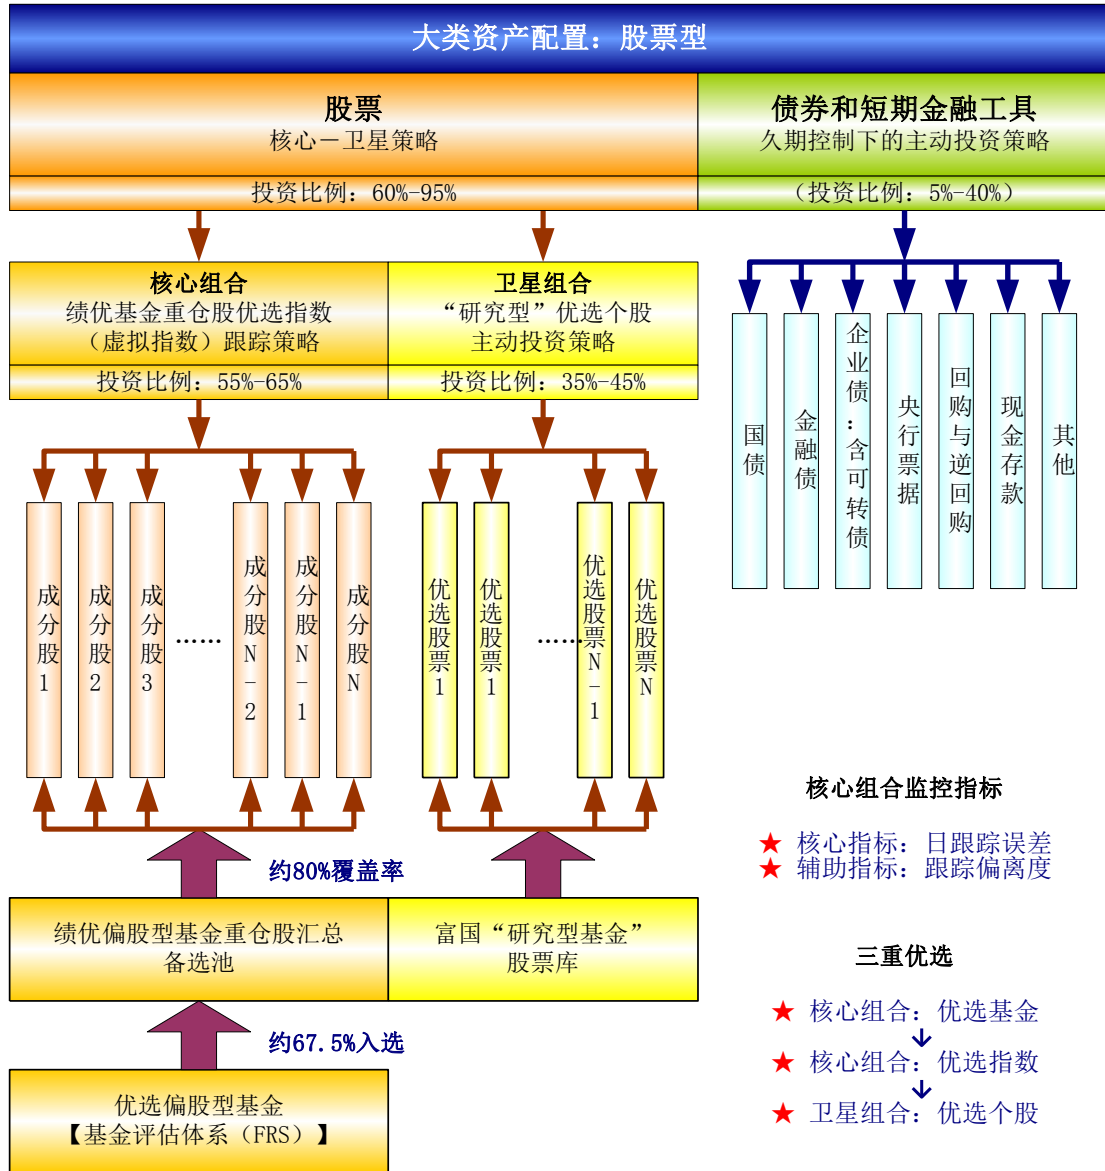 大类资产配置：股票型
股票
核心－卫星策略
投资比例：60%-95%
债券和短期金融工具
久期控制下的主动投资策略
（投资比例：5%-40%）
核心组合
绩优基金重仓股优选指数
（虚拟指数）跟踪策略
投资比例：55%-65%
卫星组合
“研究型”优选个股
主动投资策略
投资比例：35%-45%
国债
金融债
企业债：含可转债
央行票据
回购与逆回购
现金存款
其他
成分股1
成分股2
成分股3
……
成分股N-2
成分股N-1
成分股N
优选股票1
优选股票1
……
优选股票N-1
优选股票N
约80%覆盖率
绩优偏股型基金重仓股汇总
备选池
富国“研究型基金”
股票库
约67.5%入选
优选偏股型基金
【基金评估体系（FRS）】
核心组合监控指标
★ 核心指标：日跟踪误差
★ 辅助指标：跟踪偏离度
三重优选
★ 核心组合：优选基金
★ 核心组合：优选指数
★ 卫星组合：优选个股